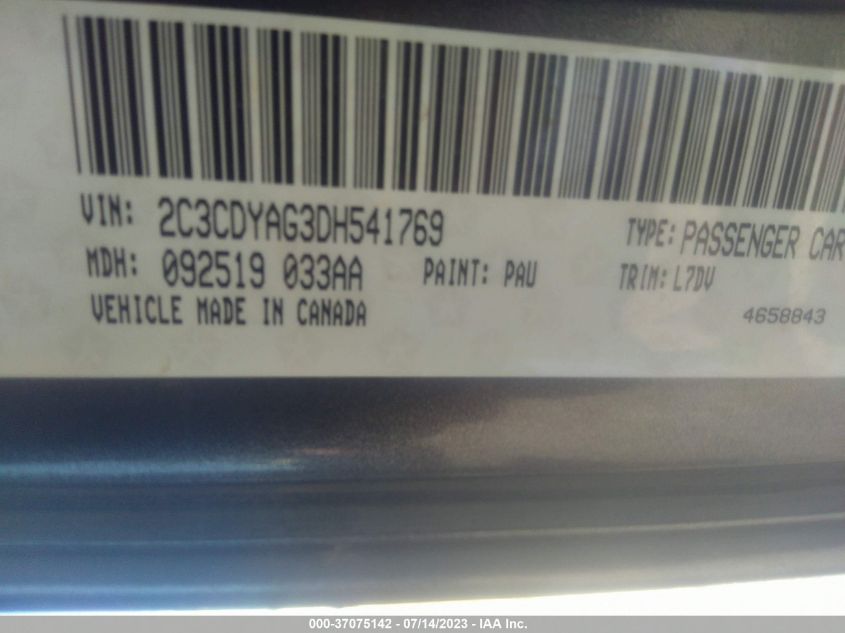 VIN: 2C3CDYAG3DH541769 TYPE: PASSENGER CAR
MDH: 092519 033AA PAINT: PAU TRIM: L7DV
VEHICLE MADE IN CANADA 4658843
000-37075142 - 07/14/2023 - IAA Inc.